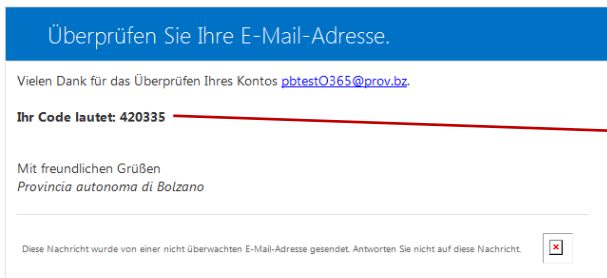 Überprüfen Sie Ihre E-Mail-Adresse.
Vielen Dank für das Überprüfen Ihres Kontos pbtestO365@prov.bz.
Ihr Code lautet: 420335
Mit freundlichen Grüßen
Provincia autonoma di Bolzano
Diese Nachricht wurde von einer nicht überwachten E-Mail-Adresse gesendet. Antworten Sie nicht auf diese Nachricht.